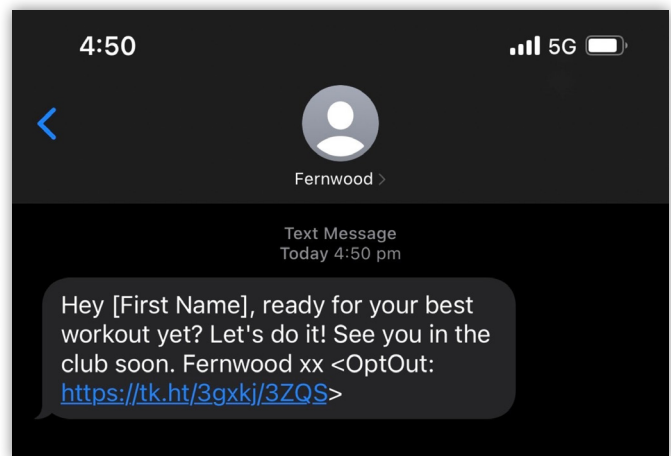 4:50
5G
Fernwood
Text Message
Today 4:50 pm
Hey [First Name], ready for your best
workout yet? Let's do it! See you in the
club soon. Fernwood xx <OptOut:
https://tk.ht/3gxkj/3ZQS>